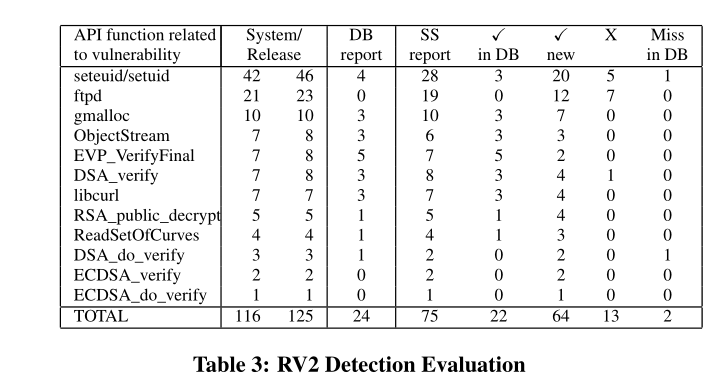 API function related System/ DB SS ✓ ✓ X Miss
to vulnerability Release report report in DB new in DB
seteuid/setuid 42 46 4 28 3 20 5 1
ftpd 21 23 0 19 0 12 7 0
gmalloc 10 10 3 10 3 7 0 0
ObjectStream 7 8 3 6 3 3 0 0
EVP_VerifyFinal 7 8 5 7 5 2 0 0
DSA_verify 7 8 3 8 3 4 1 0
libcurl 7 7 3 7 3 4 0 0
RSA_public_decrypt 5 5 1 5 1 4 0 0
ReadSetOfCurves 4 4 1 4 1 3 0 0
DSA_do_verify 3 3 1 2 0 2 0 1
ECDSA_verify 2 2 0 2 0 2 0 0
ECDSA_do_verify 1 1 0 1 0 1 0 0
TOTAL 116 125 24 75 22 64 13 2
Table 3: RV2 Detection Evaluation